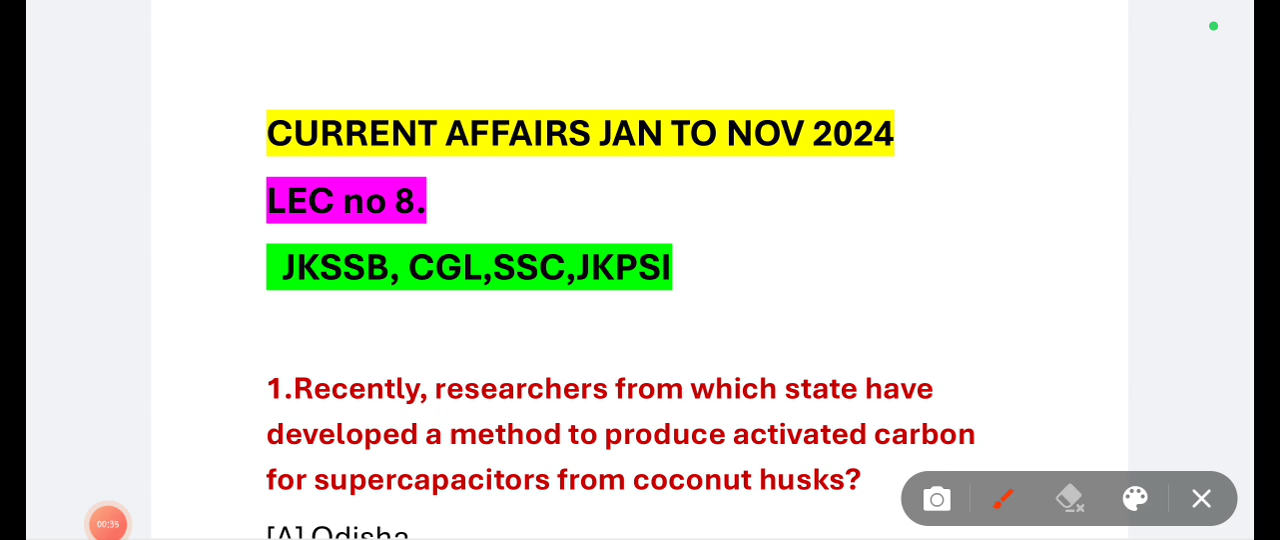 CURRENT AFFAIRS JAN TO NOV 2024
LEC no 8.
JKSSB, CGL,SSC,JKPSI
1.Recently, researchers from which state have
developed a method to produce activated carbon
for supercapacitors from coconut husks?
[A] Odisha
00:35